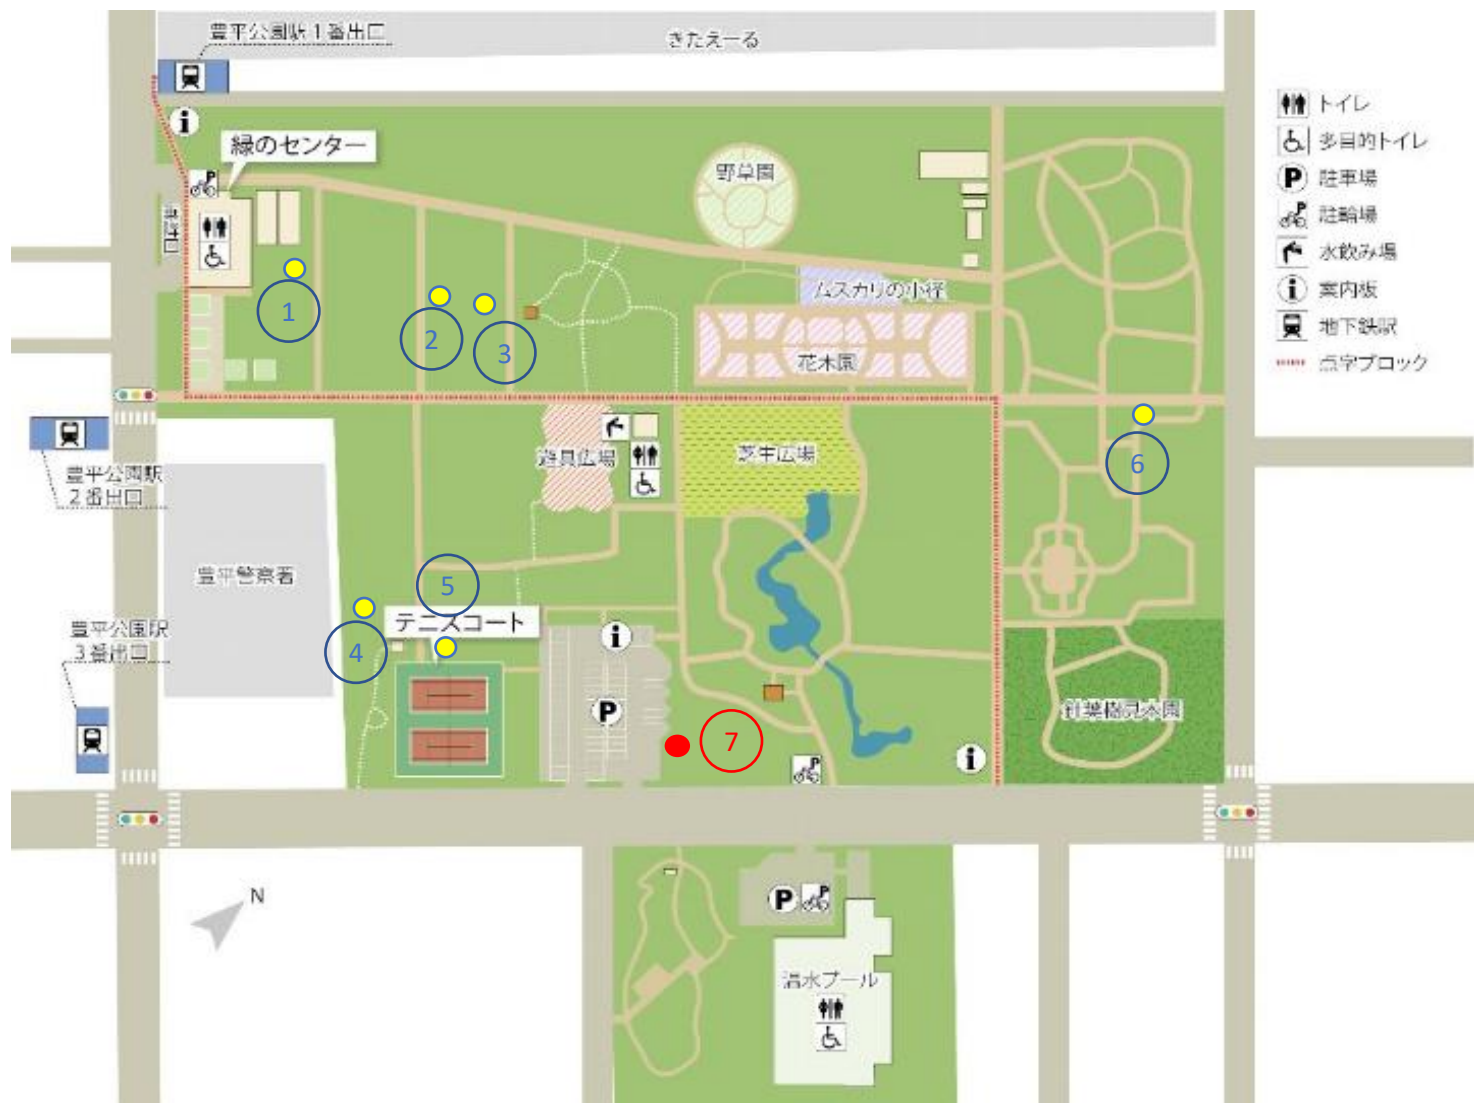 豊平公園駅1番出口
きたえーる
トイレ
多目的トイレ
駐車場
駐輪場
水飲み場
案内板
地下鉄駅
点字ブロック
緑のセンター
野草園
ムスカリの小径
花木園
1
2
3
豊平公園駅
2番出口
遊具広場
芝生広場
6
豊平警察署
5
テニスコート
豊平公園駅
3番出口
4
P
7
針葉樹見本園
N
P
温水プール